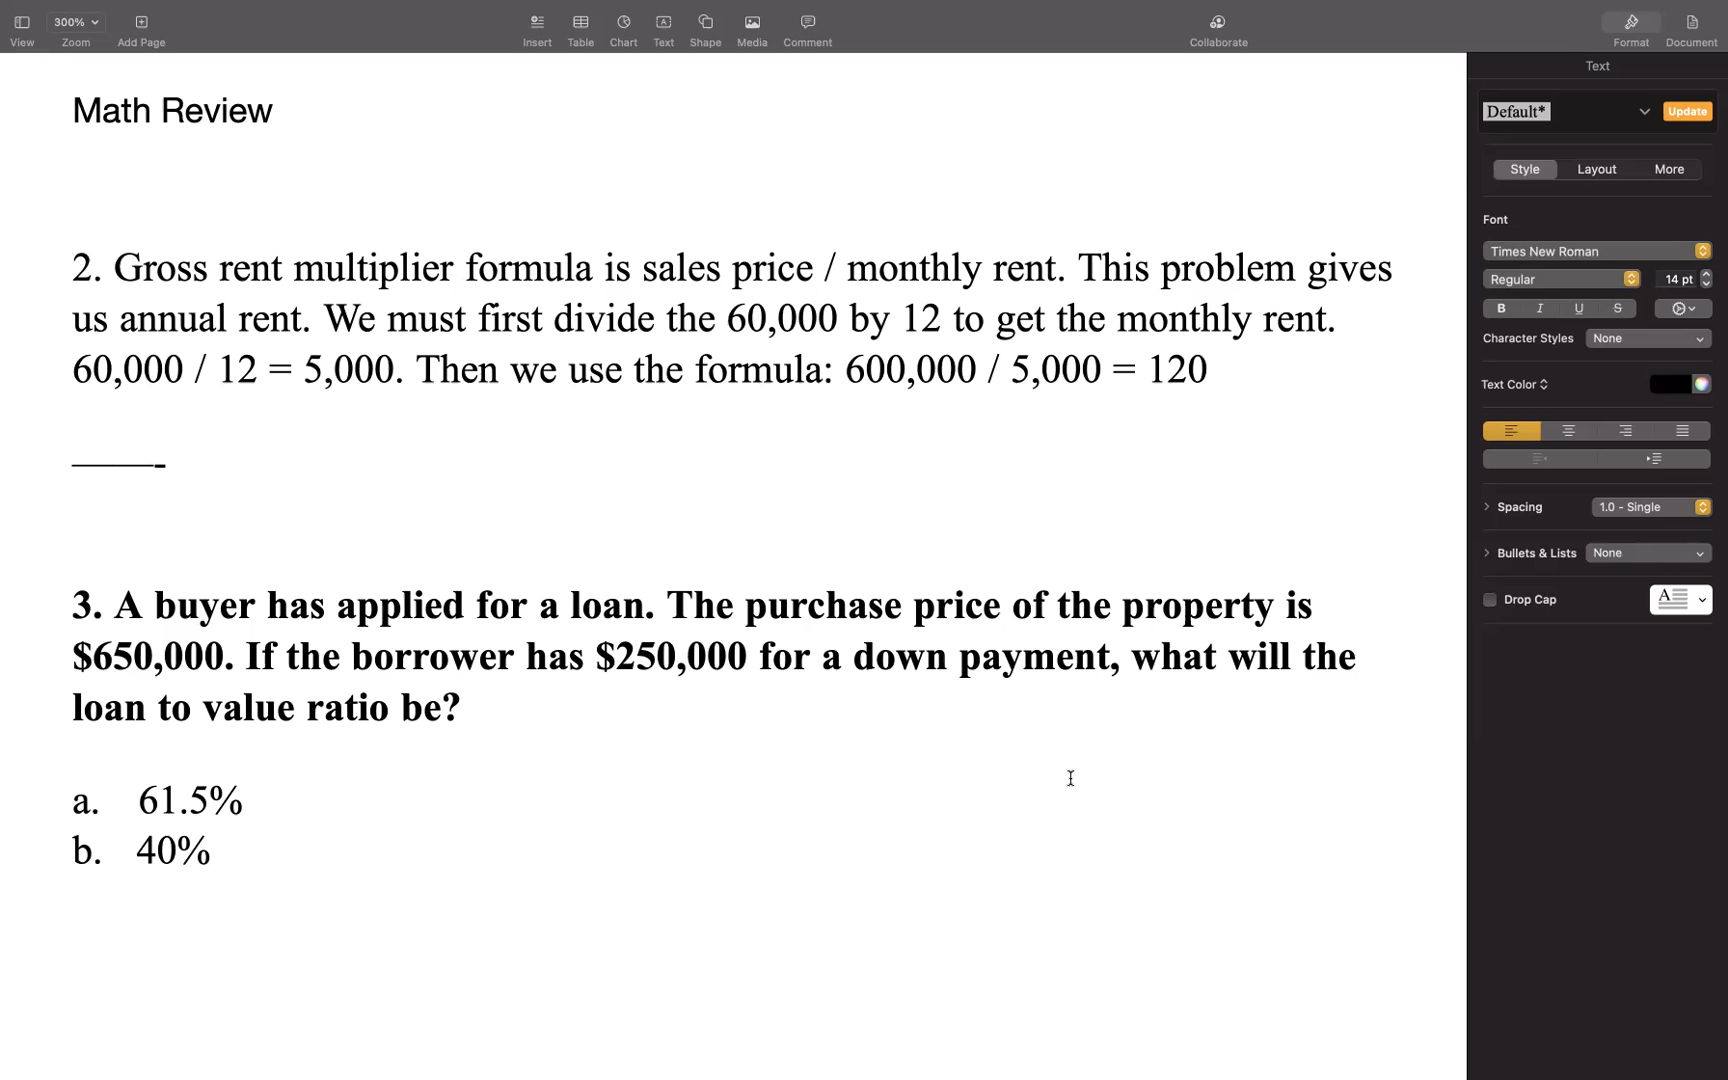 300%
View
Zoom
Add Page
Insert
Table
Chart
Text
Shape
Media
Comment
Collaborate
Format
Document
Math Review
2. Gross rent multiplier formula is sales price / monthly rent. This problem gives
us annual rent. We must first divide the 60,000 by 12 to get the monthly rent.
60,000 / 12 = 5,000. Then we use the formula: 600,000 / 5,000 = 120
———-
3. A buyer has applied for a loan. The purchase price of the property is
$650,000. If the borrower has $250,000 for a down payment, what will the
loan to value ratio be?
a. 61.5%
b. 40%
Text
Default*
Update
Style Layout More
Font
Times New Roman
Regular 14 pt
B I U S
Character Styles None
Text Color
Spacing 1.0 - Single
Bullets & Lists None
Drop Cap A